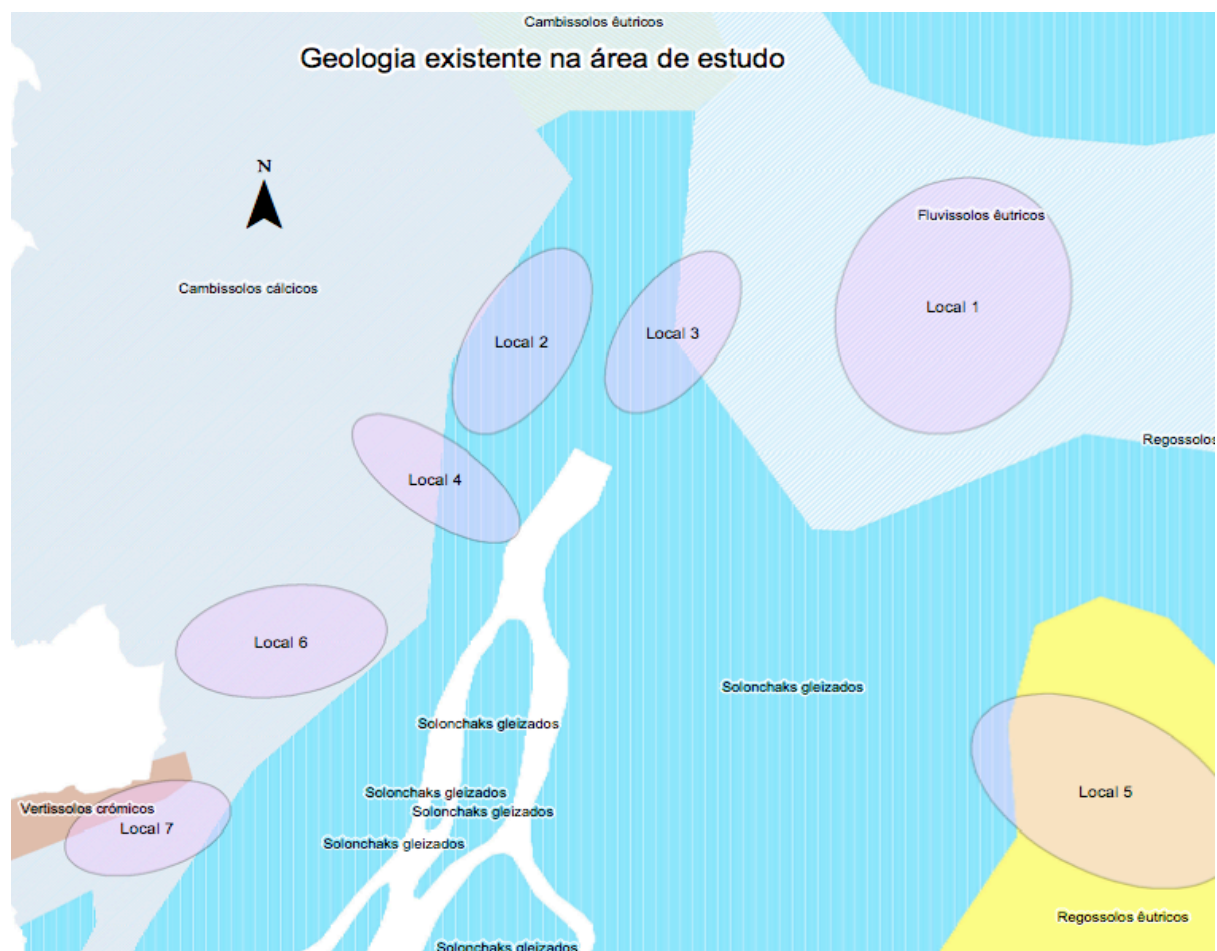 Cambissolos êutricos
Geologia existente na área de estudo
N
Fluvissolos êutricos
Cambissolos cálcicos
Local 1
Local 3
Local 2
Regossolos
Local 4
Local 6
Solonchaks gleizados
Solonchaks gleizados
Solonchaks gleizados
Local 5
Vertissolos crómicos
Solonchaks gleizados
Local 7
Solonchaks gleizados
Regossolos êutricos
Solonchaks gleizados